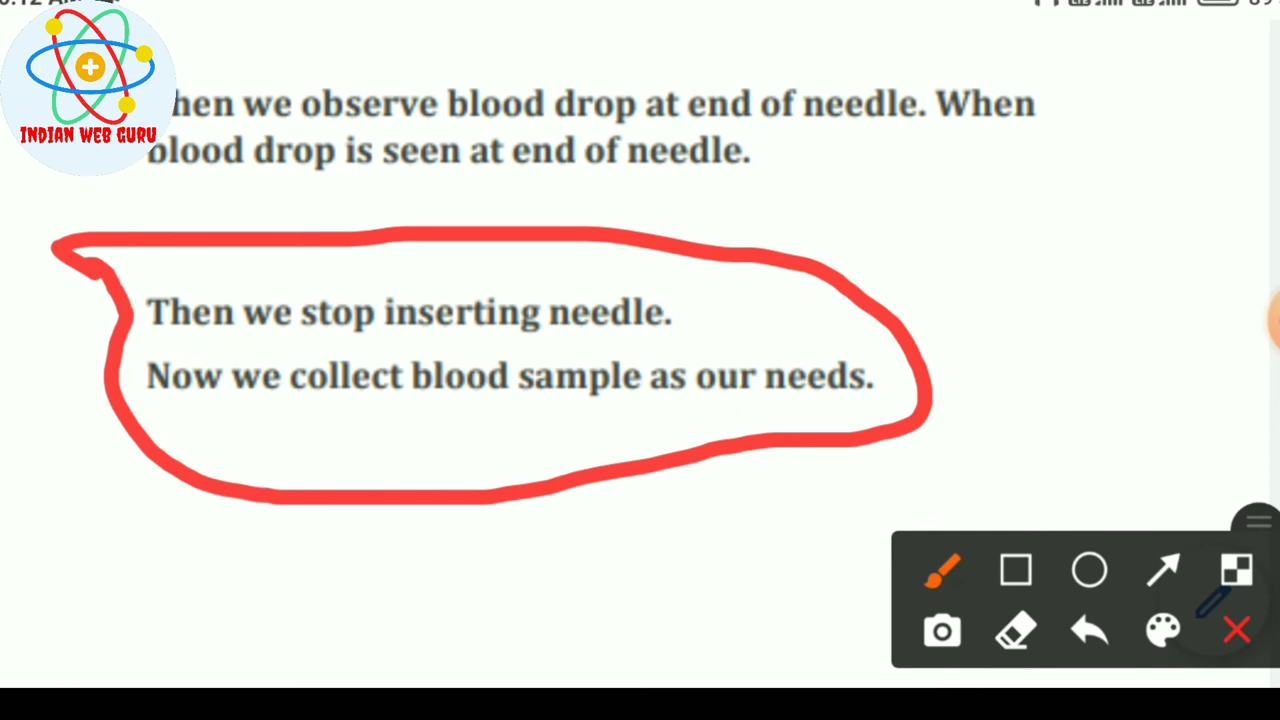 INDIAN WEB GURU
hen we observe blood drop at end of needle. When
blood drop is seen at end of needle.
Then we stop inserting needle.
Now we collect blood sample as our needs.